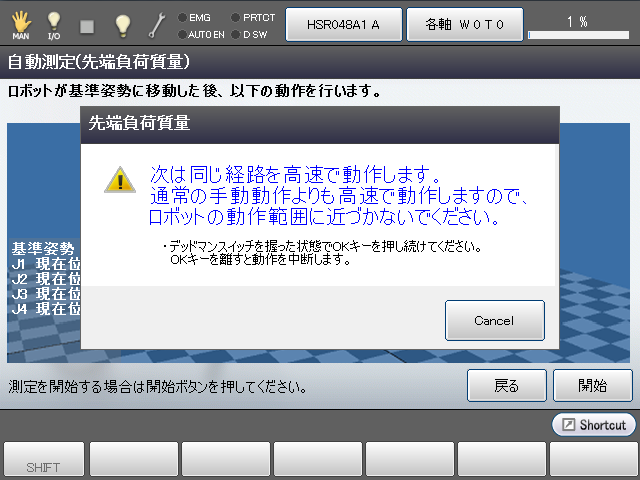 MAN
I/O
EMG
PRTCT
AUTO EN
D SW
HSR048A1 A
各軸 W0T0
1 %
自動測定(先端負荷質量)
ロボットが基準姿勢に移動した後、以下の動作を行います。
先端負荷質量
次は同じ経路を高速で動作します。
通常の手動動作よりも高速で動作しますので、
ロボットの動作範囲に近づかないでください。
・デッドマンスイッチを握った状態でOKキーを押し続けてください。
OKキーを離すと動作を中断します。
基準姿勢
J1 現在位
J2 現在位
J3 現在位
J4 現在位
Cancel
測定を開始する場合は開始ボタンを押してください。
戻る
開始
Shortcut
SHIFT